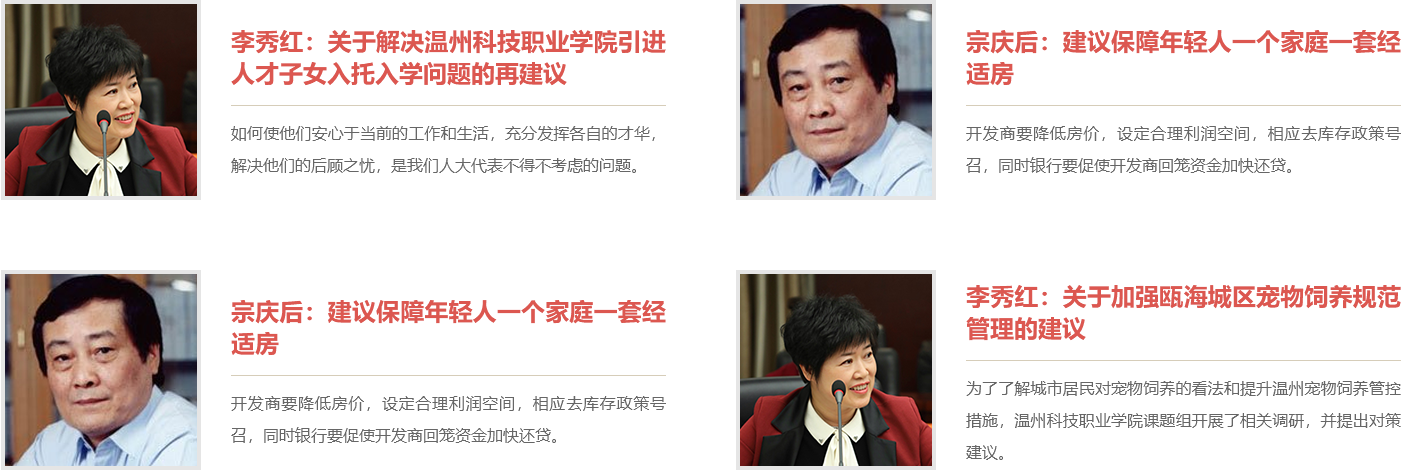 李秀红：关于解决温州科技职业学院引进
人才子女入托入学问题的再建议
如何使他们安心于当前的工作和生活，充分发挥各自的才华，
解决他们的后顾之忧，是我们人大代表不得不考虑的问题。
宗庆后：建议保障年轻人一个家庭一套经
适房
开发商要降低房价，设定合理利润空间，相应去库存政策号
召，同时银行要促使开发商回笼资金加快还贷。
宗庆后：建议保障年轻人一个家庭一套经
适房
开发商要降低房价，设定合理利润空间，相应去库存政策号
召，同时银行要促使开发商回笼资金加快还贷。
李秀红：关于加强瓯海城区宠物饲养规范
管理的建议
为了了解城市居民对宠物饲养的看法和提升温州宠物饲养管控
措施，温州科技职业学院课题组开展了相关调研，并提出对策
建议。